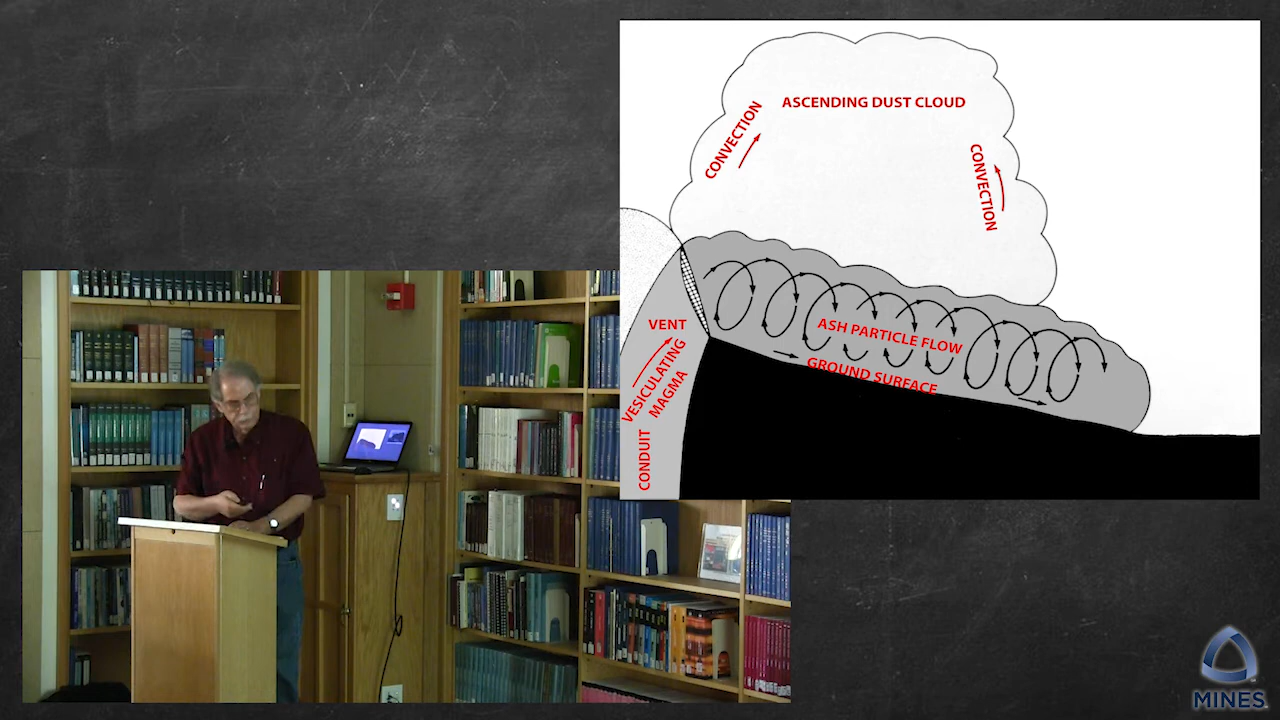 ASCENDING DUST CLOUD
CONVECTION
CONVECTION
VENT
VESICULATING
MAGMA
CONDUIT
ASH PARTICLE FLOW
GROUND SURFACE
MINES